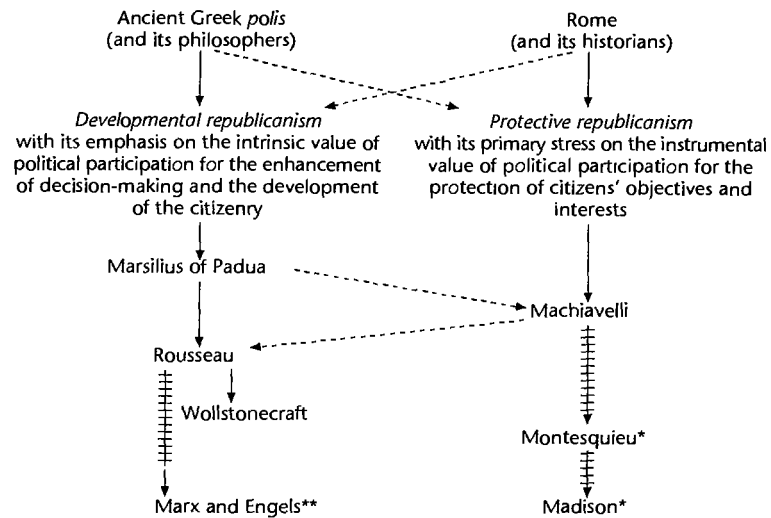 Ancient Greek polis
(and its philosophers)
Rome
(and its historians)
Developmental republicanism
with its emphasis on the intrinsic value of
political participation for the enhancement
of decision-making and the development
of the citizenry
Protective republicanism
with its primary stress on the instrumental
value of political participation for the
protection of citizens' objectives and
interests
Marsilius of Padua
Machiavelli
Rousseau
Wollstonecraft
Montesquieu*
Marx and Engels**
Madison*